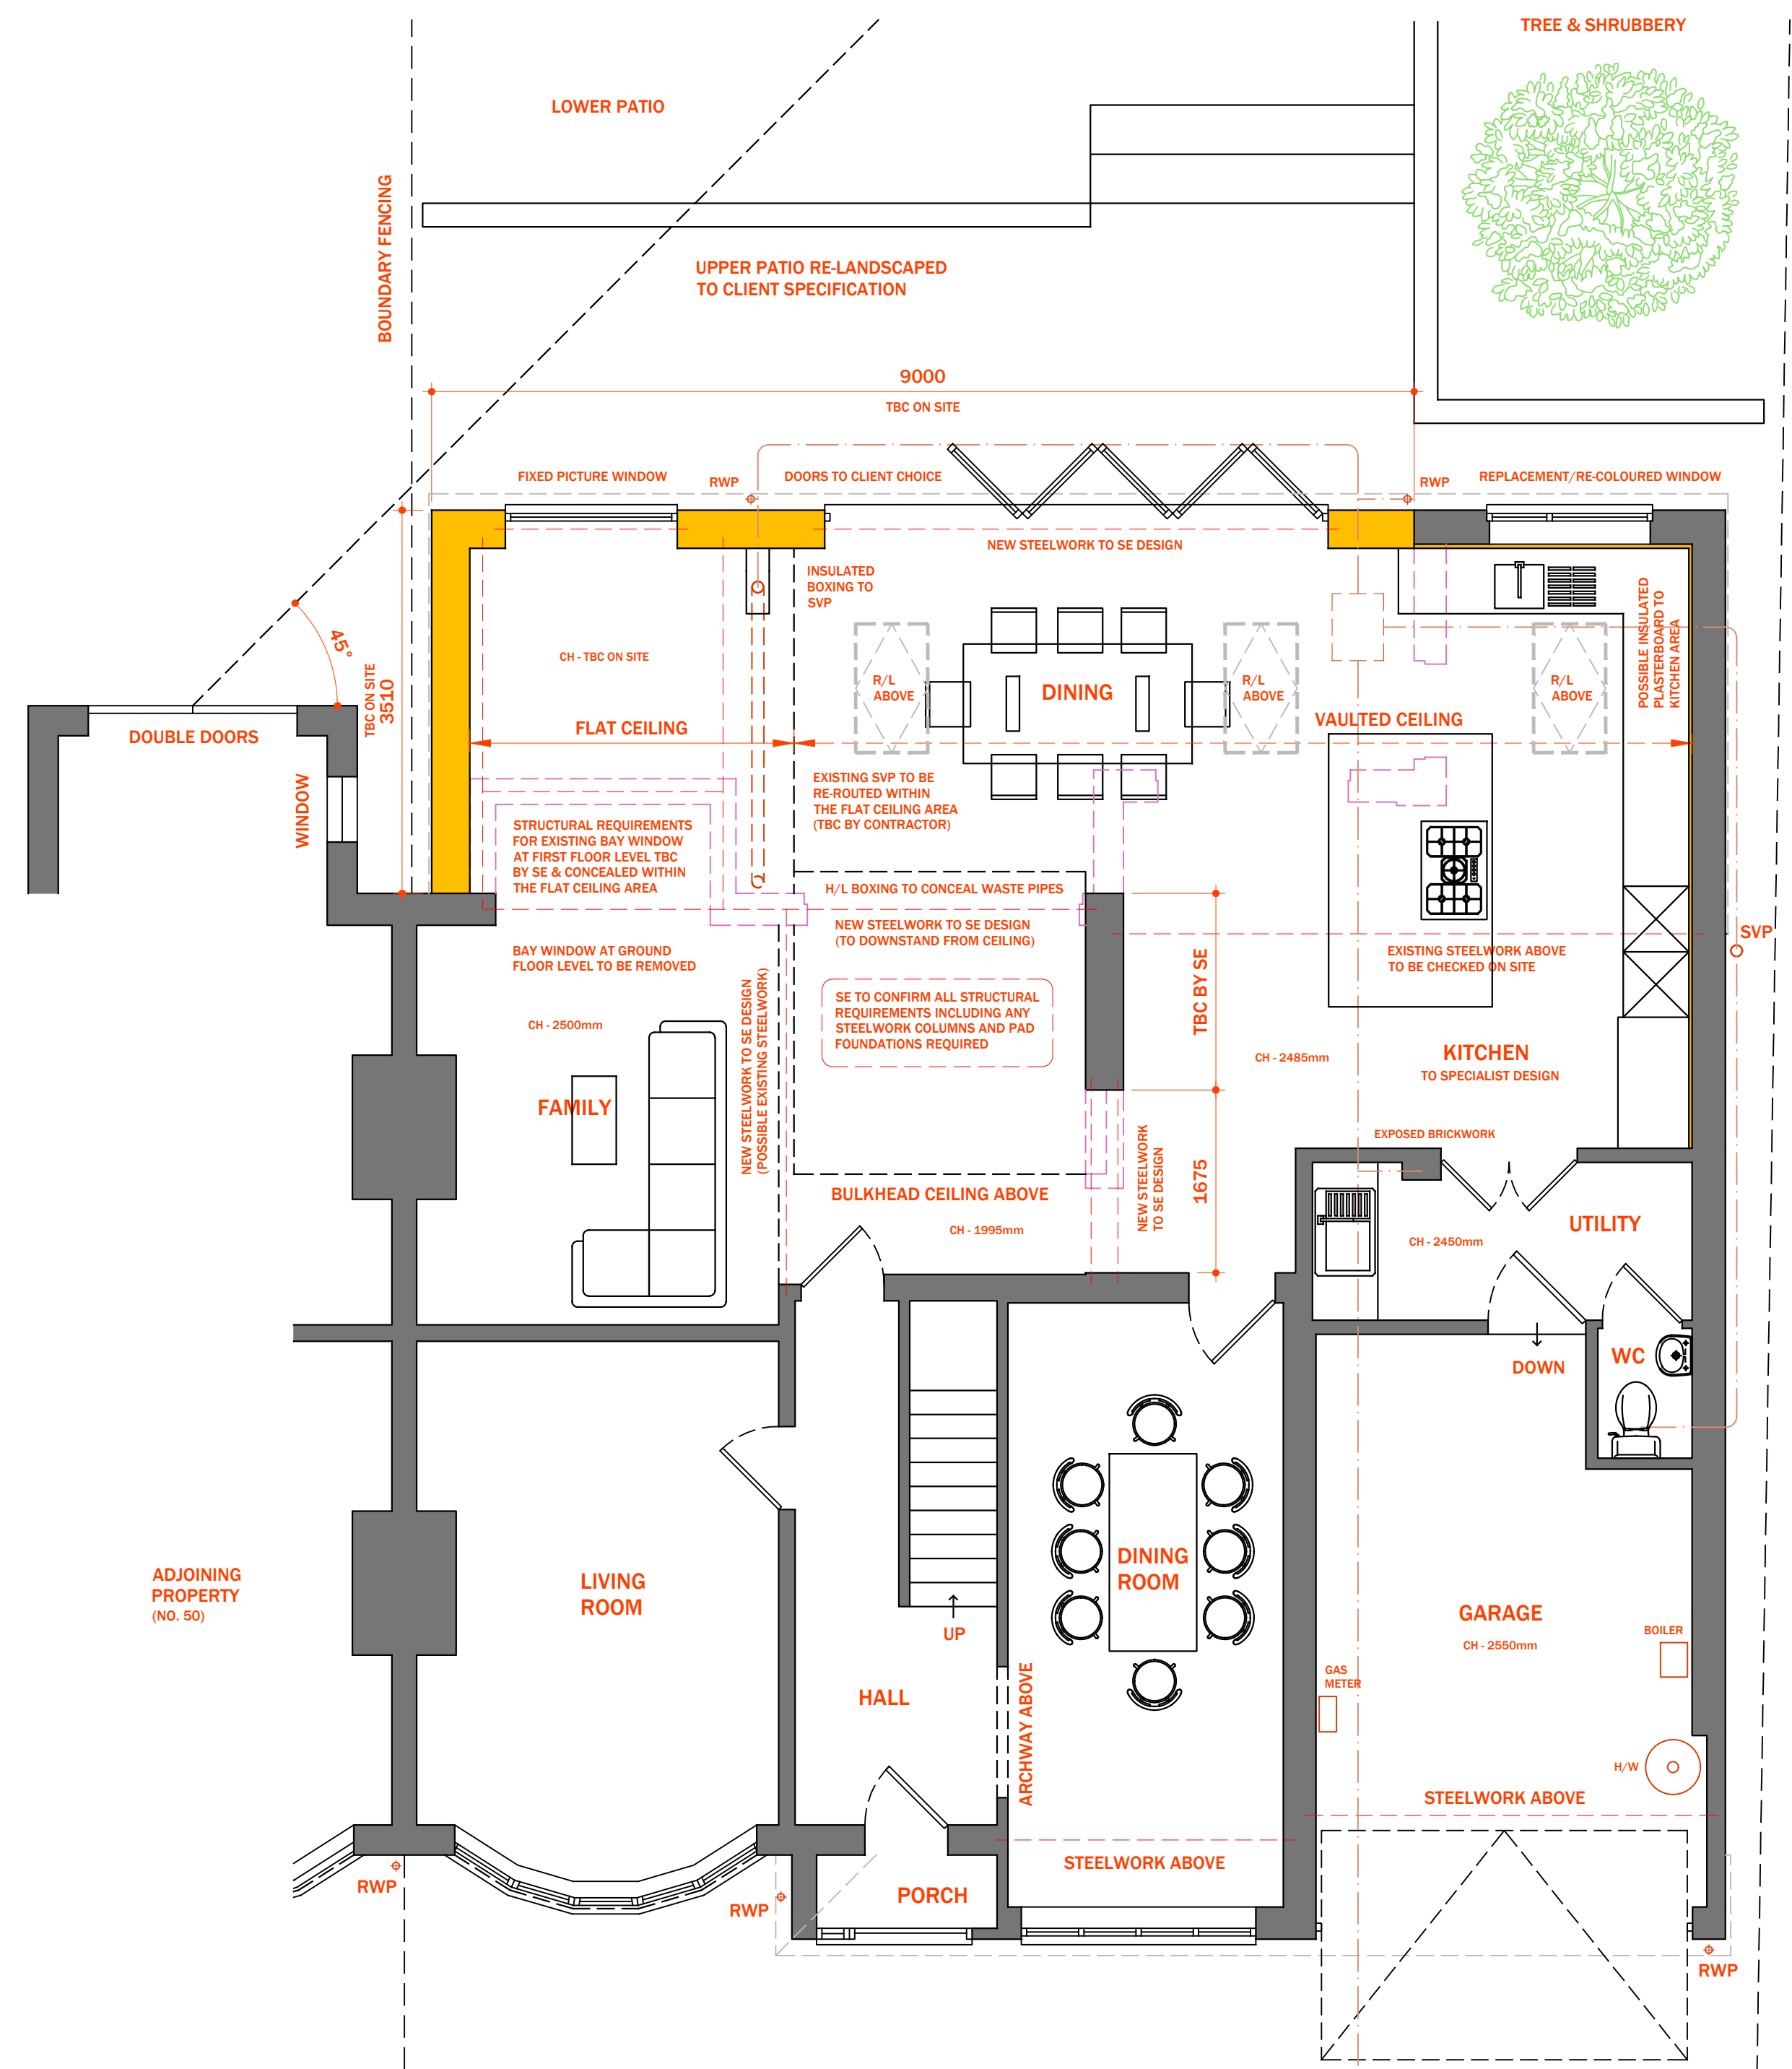 TREE & SHRUBBERY
LOWER PATIO
BOUNDARY FENCING
UPPER PATIO RE-LANDSCAPED
TO CLIENT SPECIFICATION
9000
TBC ON SITE
FIXED PICTURE WINDOW
RWP
DOORS TO CLIENT CHOICE
RWP
REPLACEMENT/RE-COLOURED WINDOW
NEW STEELWORK TO SE DESIGN
INSULATED
BOXING TO
SVP
POSSIBLE INSULATED
PLASTERBOARD TO
KITCHEN AREA
45°
TBC ON SITE
3510
CH - TBC ON SITE
R/L
ABOVE
DINING
R/L
ABOVE
R/L
ABOVE
VAULTED CEILING
FLAT CEILING
DOUBLE DOORS
WINDOW
EXISTING SVP TO BE
RE-ROUTED WITHIN
THE FLAT CEILING AREA
(TBC BY CONTRACTOR)
STRUCTURAL REQUIREMENTS
FOR EXISTING BAY WINDOW
AT FIRST FLOOR LEVEL TBC
BY SE & CONCEALED WITHIN
THE FLAT CEILING AREA
H/L BOXING TO CONCEAL WASTE PIPES
NEW STEELWORK TO SE DESIGN
(TO DOWNSTAND FROM CEILING)
SVP
BAY WINDOW AT GROUND
FLOOR LEVEL TO BE REMOVED
EXISTING STEELWORK ABOVE
TO BE CHECKED ON SITE
TBC BY SE
NEW STEELWORK TO SE DESIGN
(POSSIBLE EXISTING STEELWORK)
SE TO CONFIRM ALL STRUCTURAL
REQUIREMENTS INCLUDING ANY
STEELWORK COLUMNS AND PAD
FOUNDATIONS REQUIRED
CH - 2500mm
CH - 2485mm
KITCHEN
TO SPECIALIST DESIGN
FAMILY
EXPOSED BRICKWORK
NEW STEELWORK
TO SE DESIGN
1675
BULKHEAD CEILING ABOVE
CH - 1995mm
UTILITY
CH - 2450mm
WC
DOWN
DINING
ROOM
ADJOINING
PROPERTY
(NO. 50)
LIVING
ROOM
UP
GARAGE
CH - 2550mm
BOILER
GAS
METER
HALL
ARCHWAY ABOVE
H/W
STEELWORK ABOVE
STEELWORK ABOVE
RWP
PORCH
RWP
RWP